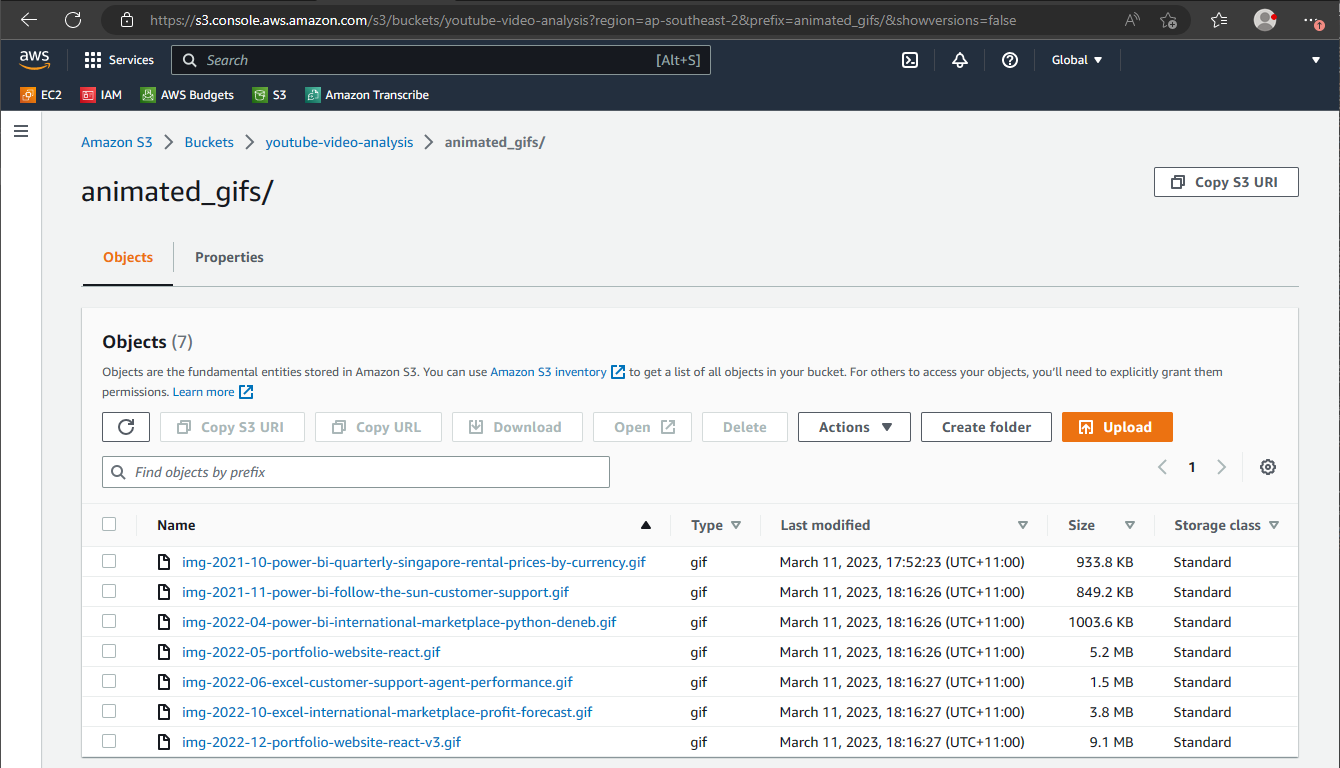 https://s3.console.aws.amazon.com/s3/buckets/youtube-video-analysis?region=ap-southeast-2&prefix=animated_gifs/&showversions=false
aws Services Search [Alt+S] Global
EC2 IAM AWS Budgets S3 Amazon Transcribe
Amazon S3 Buckets youtube-video-analysis animated_gifs/
animated_gifs/ Copy S3 URI
Objects Properties
Objects (7)
Objects are the fundamental entities stored in Amazon S3. You can use Amazon S3 inventory to get a list of all objects in your bucket. For others to access your objects, you'll need to explicitly grant them
permissions. Learn more
Copy S3 URI Copy URL Download Open Delete Actions Create folder Upload
Find objects by prefix 1
Name Type Last modified Size Storage class
img-2021-10-power-bi-quarterly-singapore-rental-prices-by-currency.gif gif March 11, 2023, 17:52:23 (UTC+11:00) 933.8 KB Standard
img-2021-11-power-bi-follow-the-sun-customer-support.gif gif March 11, 2023, 18:16:26 (UTC+11:00) 849.2 KB Standard
img-2022-04-power-bi-international-marketplace-python-deneb.gif gif March 11, 2023, 18:16:26 (UTC+11:00) 1003.6 KB Standard
img-2022-05-portfolio-website-react.gif gif March 11, 2023, 18:16:26 (UTC+11:00) 5.2 MB Standard
img-2022-06-excel-customer-support-agent-performance.gif gif March 11, 2023, 18:16:27 (UTC+11:00) 1.5 MB Standard
img-2022-10-excel-international-marketplace-profit-forecast.gif gif March 11, 2023, 18:16:27 (UTC+11:00) 3.8 MB Standard
img-2022-12-portfolio-website-react-v3.gif gif March 11, 2023, 18:16:27 (UTC+11:00) 9.1 MB Standard